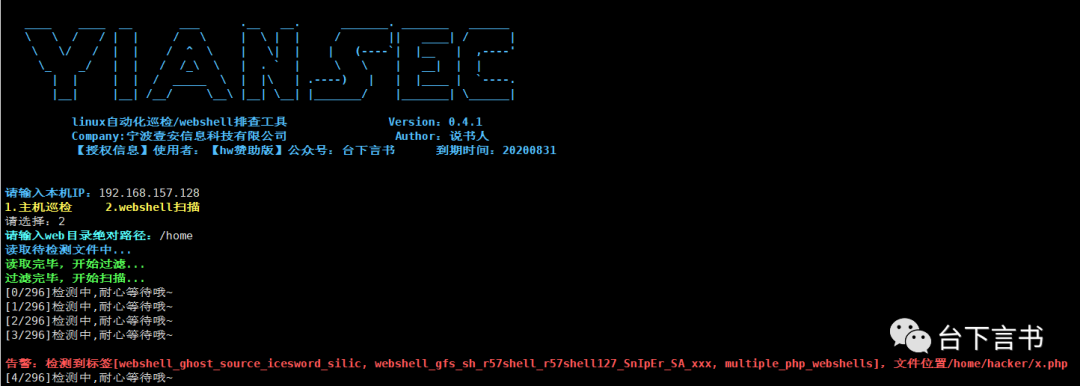 YIANSEC
linux自动化巡检/webshell排查工具 Version：0.4.1
Company:宁波壹安信息科技有限公司 Author：说书人
【授权信息】使用者：【hw赞助版】公众号：台下言书 到期时间：20200831
请输入本机IP：192.168.157.128
1.主机巡检 2.webshell扫描
请选择：2
请输入web目录绝对路径：/home
读取待检测文件中...
读取完毕，开始过滤...
过滤完毕，开始扫描...
[0/296]检测中,耐心等待哦~
[1/296]检测中,耐心等待哦~
[2/296]检测中,耐心等待哦~
[3/296]检测中,耐心等待哦~
台下言书
告警：检测到标签[webshell_ghost_source_icesword_silic, webshell_gfs_sh_r57shell_r57shell127_SnIpEr_SA_xxx, multiple_php_webshells]，文件位置/home/hacker/x.php
[4/296]检测中,耐心等待哦~